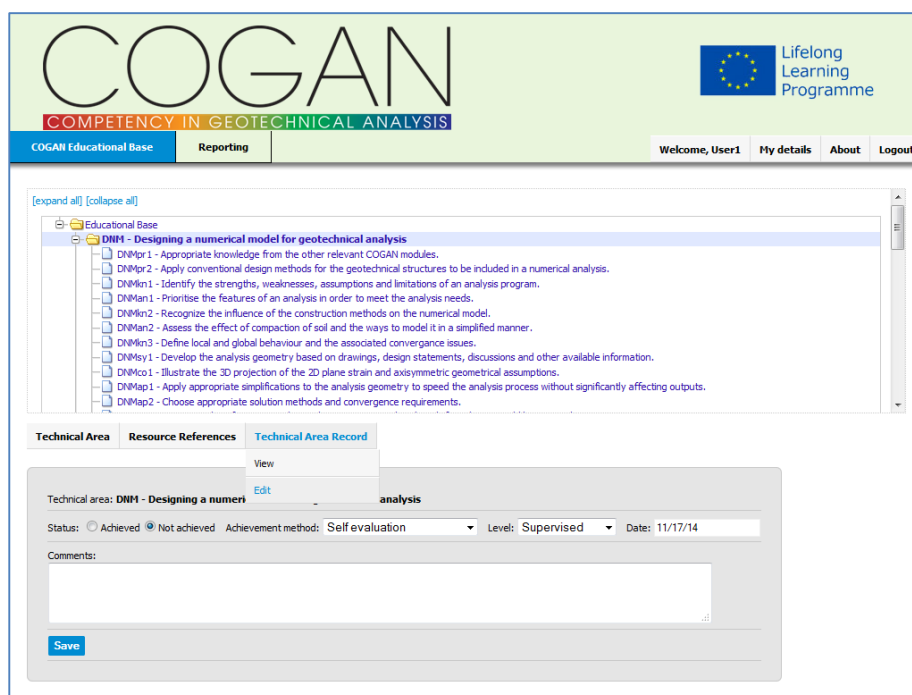 COGAN
COMPETENCY IN GEOTECHNICAL ANALYSIS
Lifelong
Learning
Programme
COGAN Educational Base Reporting Welcome, User1 My details About Logout
[expand all] [collapse all]
Educational Base
DNM - Designing a numerical model for geotechnical analysis
DNMpr1 - Appropriate knowledge from the other relevant COGAN modules.
DNMpr2 - Apply conventional design methods for the geotechnical structures to be included in a numerical analysis.
DNMkn1 - Identify the strengths, weaknesses, assumptions and limitations of an analysis program.
DNMan1 - Prioritise the features of an analysis in order to meet the analysis needs.
DNMkn2 - Recognize the influence of the construction methods on the numerical model.
DNMan2 - Assess the effect of compaction of soil and the ways to model it in a simplified manner.
DNMkn3 - Define local and global behaviour and the associated convergance issues.
DNMsy1 - Develop the analysis geometry based on drawings, design statements, discussions and other available information.
DNMco1 - Illustrate the 3D projection of the 2D plane strain and axisymmetric geometrical assumptions.
DNMap1 - Apply appropriate simplifications to the analysis geometry to speed the analysis process without significantly affecting outputs.
DNMap2 - Choose appropriate solution methods and convergence requirements.
Technical Area Resource References Technical Area Record
View
Edit
Technical area: DNM - Designing a numeri analysis
Status: Achieved Not achieved Achievement method: Self evaluation Level: Supervised Date: 11/17/14
Comments:
Save